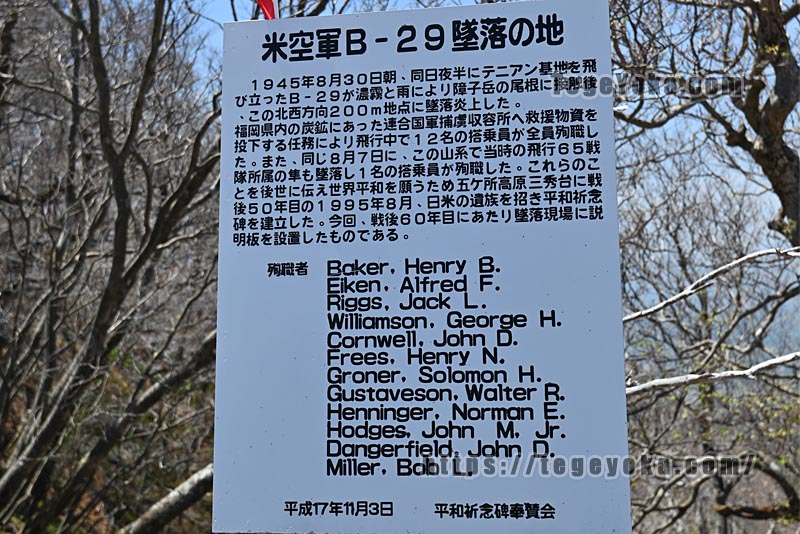 米空軍B-29墜落の地
1945年8月30日朝、同日夜半にテニアン基地を飛
び立ったB-29が濃霧と雨により障子岳の尾根に接触後
、この北西方向200m地点に墜落炎上した。
福岡県内の炭鉱にあった連合国軍捕虜収容所へ救援物資を
投下する任務により飛行中で12名の搭乗員が全員殉職し
た。また、同じ8月7日に、この山系で当時の飛行65戦
隊所属の隼も墜落し1名の搭乗員が殉職した。これらのこ
とを後世に伝え世界平和を願うため五ケ所高原三秀台に戦
後50年目の1995年8月、日米の遺族を招き平和祈念
碑を建立した。今回、戦後60年目にあたり墜落現場に説
明板を設置したものである。
殉職者 Baker, Henry B.
Eiken, Alfred F.
Riggs, Jack L.
Williamson, George H.
Cornwell, John D.
Frees, Henry N.
Groner, Solomon H.
Gustaveson, Walter R.
Henninger, Norman E.
Hodges, John M, Jr.
Dangerfield, John D.
Miller, Bob L.
平成17年11月3日 平和祈念碑奉賛会
TegeYoka.com
https://tegeyoka.com/